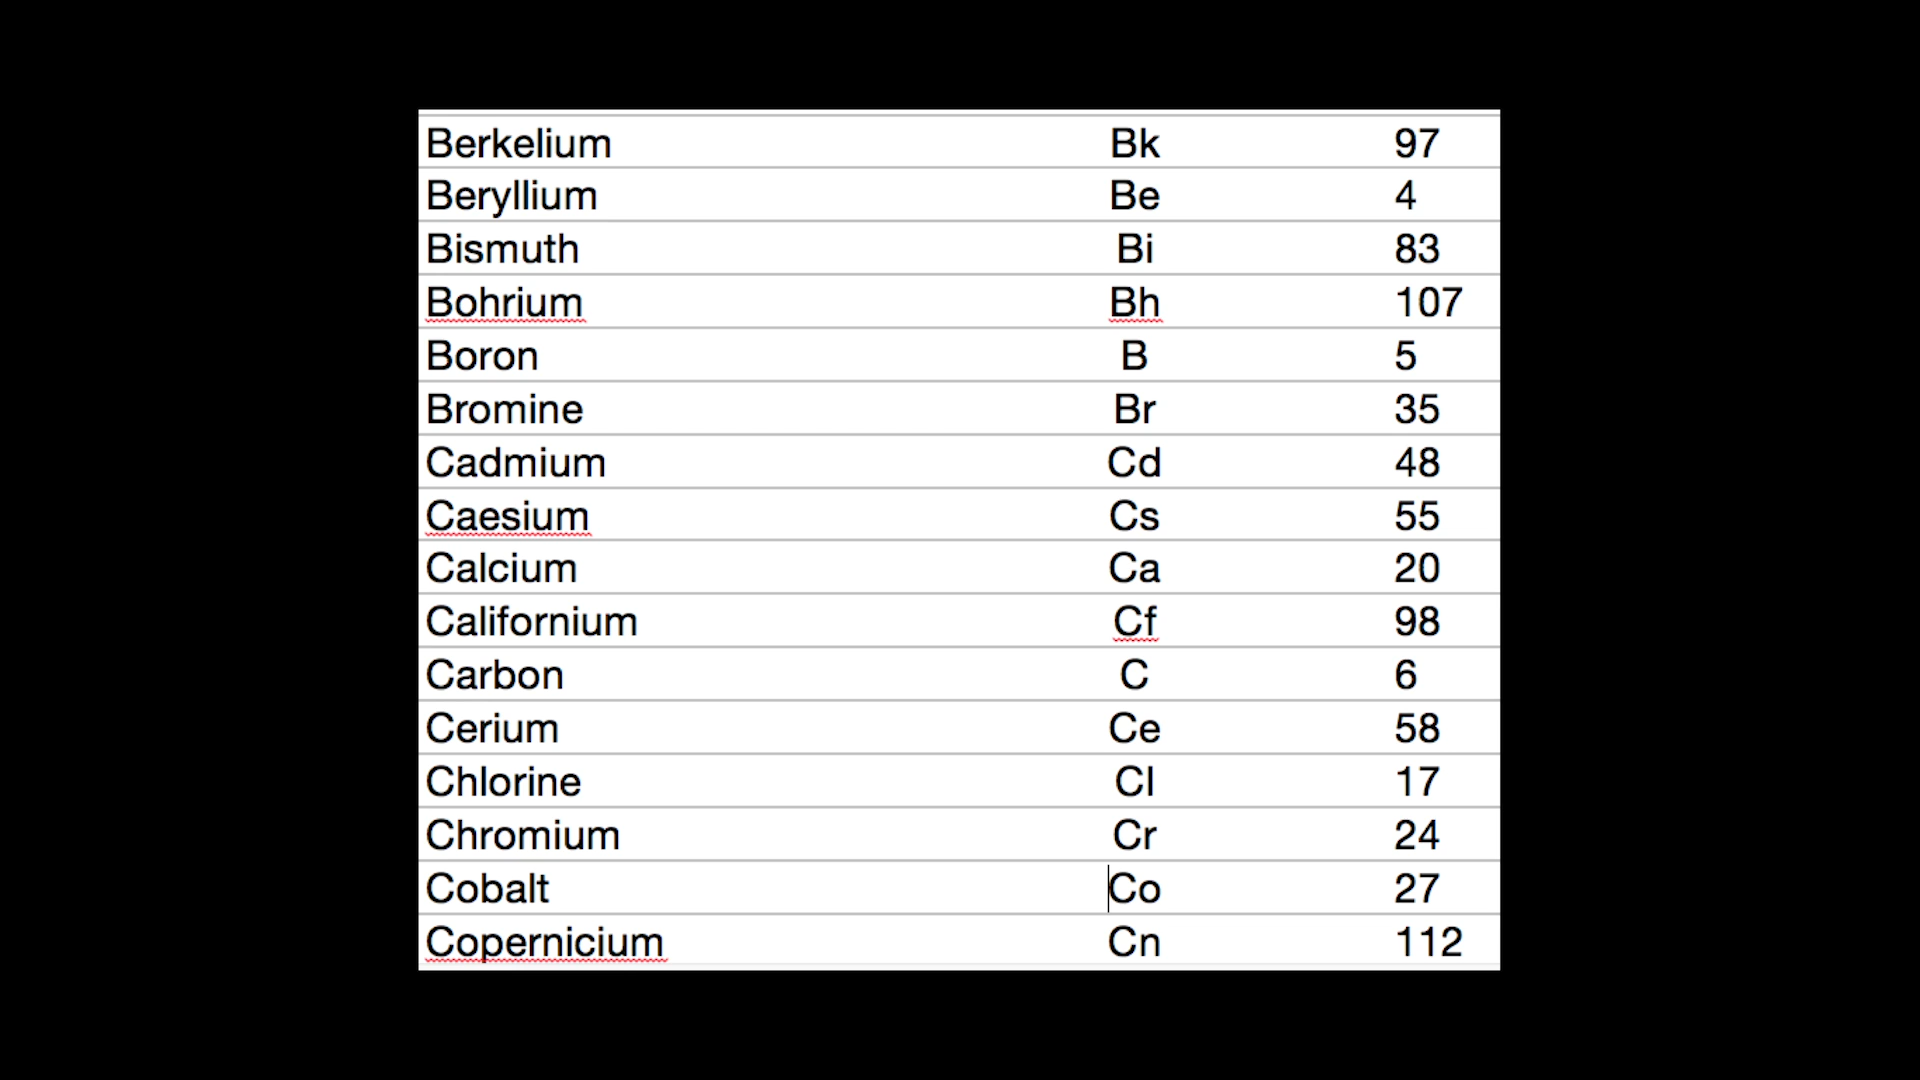 Berkelium Bk 97
Beryllium Be 4
Bismuth Bi 83
Bohrium Bh 107
Boron B 5
Bromine Br 35
Cadmium Cd 48
Caesium Cs 55
Calcium Ca 20
Californium Cf 98
Carbon C 6
Cerium Ce 58
Chlorine Cl 17
Chromium Cr 24
Cobalt Co 27
Copernicium Cn 112